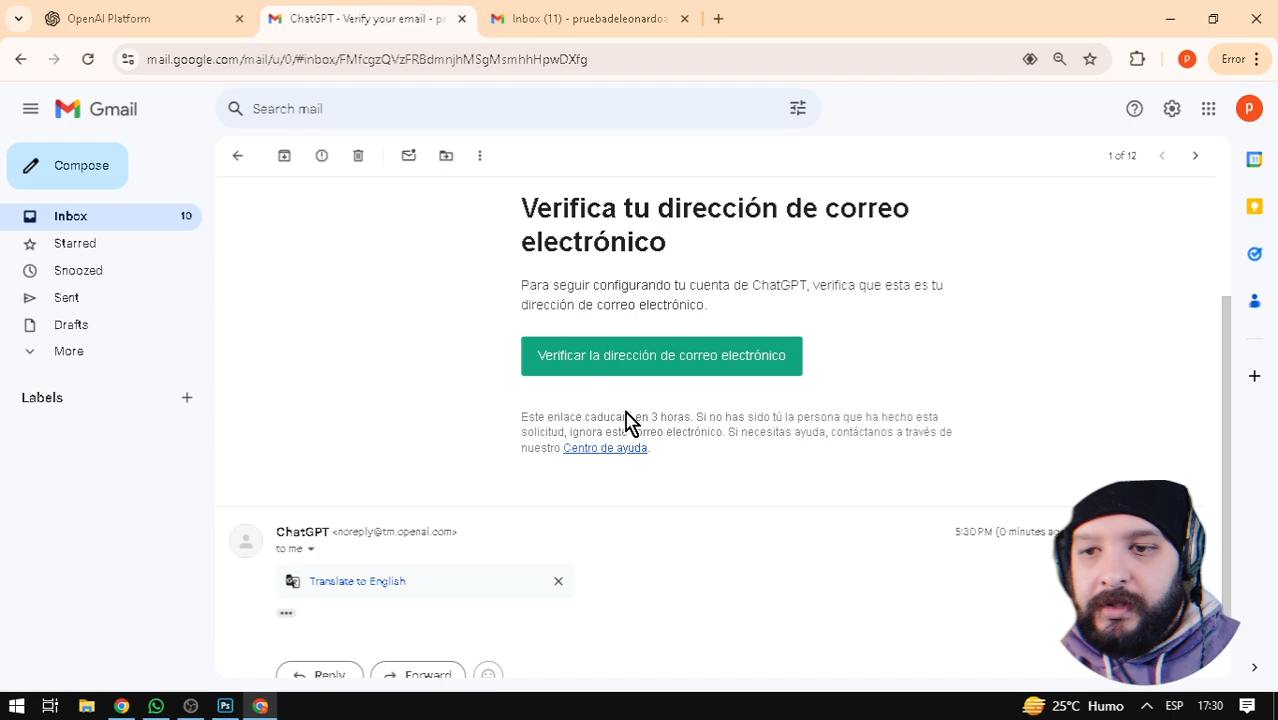 OpenAI Platform
ChatGPT - Verify your email - pr
Inbox (11) - pruebadeleonardoa
mail.google.com/mail/u/0/#inbox/FMfcgzQVzFRBdmnjhMSgMsmhhHpwDXfg
P
Error
Gmail
Search mail
P
Compose
1 of 12
Inbox 10
Starred
Snoozed
Sent
Drafts
More
Labels
31
Verifica tu dirección de correo
electrónico
Para seguir configurando tu cuenta de ChatGPT, verifica que esta es tu
dirección de correo electrónico.
Verificar la dirección de correo electrónico
Este enlace caducará en 3 horas. Si no has sido tú la persona que ha hecho esta
solicitud, ignora este correo electrónico. Si necesitas ayuda, contáctanos a través de
nuestro Centro de ayuda.
ChatGPT <noreply@tm.openai.com>
5:30 PM (0 minutes ago
to me
Translate to English
Reply
Forward
Ps
25°C Humo
ESP
17:30